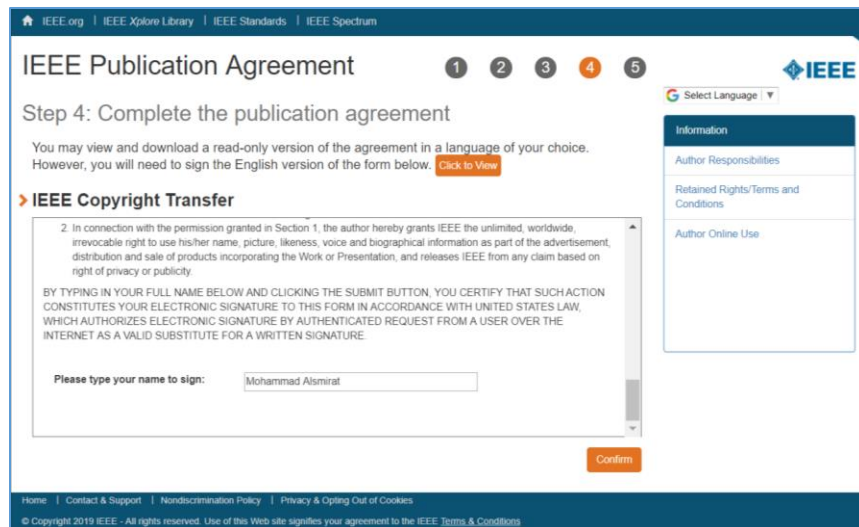 IEEE.org | IEEE Xplore Library | IEEE Standards | IEEE Spectrum
IEEE Publication Agreement
1 2 3 4 5
IEEE
Select Language ▼
Step 4: Complete the publication agreement
You may view and download a read-only version of the agreement in a language of your choice.
However, you will need to sign the English version of the form below. Click to View
IEEE Copyright Transfer
2. In connection with the permission granted in Section 1, the author hereby grants IEEE the unlimited, worldwide,
irrevocable right to use his/her name, picture, likeness, voice and biographical information as part of the advertisement,
distribution and sale of products incorporating the Work or Presentation, and releases IEEE from any claim based on
right of privacy or publicity.
BY TYPING IN YOUR FULL NAME BELOW AND CLICKING THE SUBMIT BUTTON, YOU CERTIFY THAT SUCH ACTION
CONSTITUTES YOUR ELECTRONIC SIGNATURE TO THIS FORM IN ACCORDANCE WITH UNITED STATES LAW,
WHICH AUTHORIZES ELECTRONIC SIGNATURE BY AUTHENTICATED REQUEST FROM A USER OVER THE
INTERNET AS A VALID SUBSTITUTE FOR A WRITTEN SIGNATURE.
Please type your name to sign: Mohammad Alsmirat
Confirm
Information
Author Responsibilities
Retained Rights/Terms and
Conditions
Author Online Use
Home | Contact & Support | Nondiscrimination Policy | Privacy & Opting Out of Cookies
© Copyright 2019 IEEE - All rights reserved. Use of this Web site signifies your agreement to the IEEE Terms & Conditions